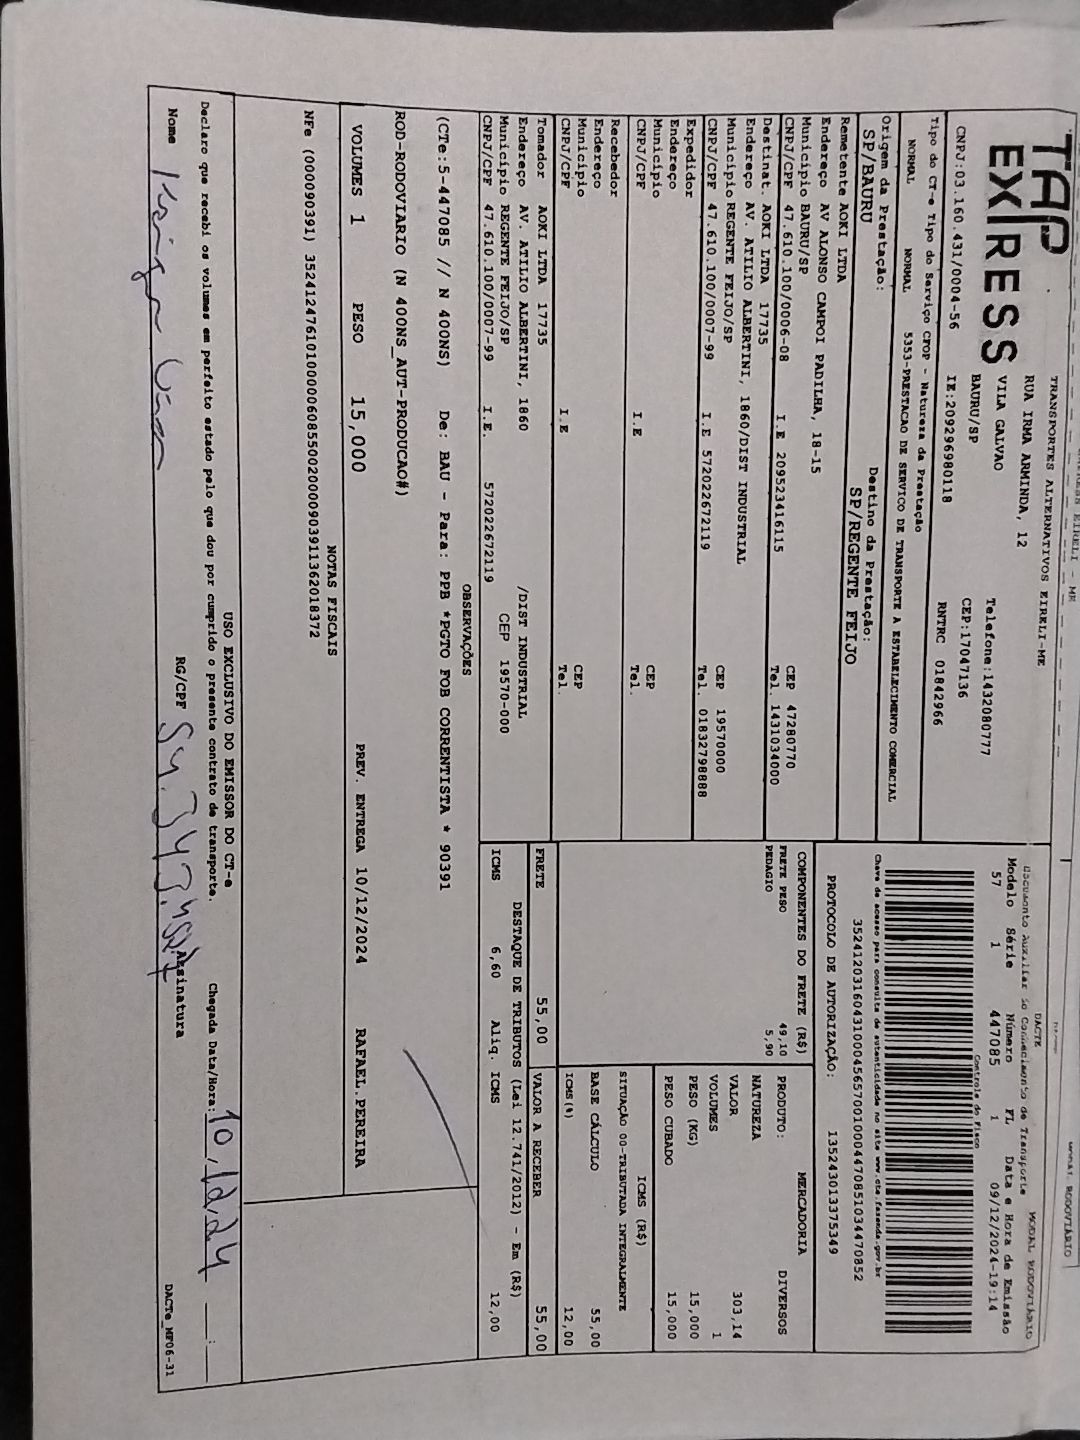 TAP
EXPRESS
TRANSPORTES ALTERNATIVOS EIRELI-ME
RUA IRMA ARMINDA, 12
VILA GALVAO
BAURU/SP
Telefone:1432080777
CEP:17047136
CNPJ:03.160.431/0004-56 IE:209296980118 RNTRC 01842966
Tipo do CT-e Tipo do Serviço CFOP - Natureza da Prestação
NORMAL NORMAL 5353-PRESTACAO DE SERVICO DE TRANSPORTE A ESTABELECIMENTO COMERCIAL
Origem da Prestação: Destino da Prestação:
SP/BAURU SP/REGENTE FEIJO
Remetente AOKI LTDA
Endereço AV ALONSO CAMPOI PADILHA, 18-15
Município BAURU/SP CEP 47280770
CNPJ/CPF 47.610.100/0006-08 I.E 209523416115 Tel. 1431034000
Destinat. AOKI LTDA 17735
Endereço AV. ATILIO ALBERTINI, 1860/DIST INDUSTRIAL
Município REGENTE FEIJO/SP CEP 19570000
CNPJ/CPF 47.610.100/0007-99 I.E 572022672119 Tel. 01832798888
Expedidor
Endereço
Município CEP
CNPJ/CPF I.E Tel.
Recebedor
Endereço
Município CEP
CNPJ/CPF I.E Tel.
Tomador AOKI LTDA 17735
Endereço AV. ATILIO ALBERTINI, 1860 /DIST INDUSTRIAL
Município REGENTE FEIJO/SP CEP 19570-000
CNPJ/CPF 47.610.100/0007-99 I.E. 572022672119
DACTE
Documento Auxiliar do Conhecimento de Transporte MODAL RODOVIÁRIO
Modelo Série Número FL Data e Hora de Emissão
57 1 447085 1 09/12/2024-19:14
Controle do Fisco
Chave de acesso para consulta de autenticidade no site www.cte.fazenda.gov.br
35241203160431000456570010004470851034470852
PROTOCOLO DE AUTORIZAÇÃO: 135243013375349
COMPONENTES DO FRETE (R$)
FRETE PESO 49,10
PEDAGIO 5,90
MERCADORIA
PRODUTO: DIVERSOS
NATUREZA
VALOR 303,14
VOLUMES 1
PESO (KG) 15,000
PESO CUBADO 15,000
ICMS (R$)
SITUAÇÃO 00-TRIBUTADA INTEGRALMENTE
BASE CÁLCULO 55,00
ICMS(%) 12,00
FRETE 55,00 VALOR A RECEBER 55,00
DESTAQUE DE TRIBUTOS (Lei 12.741/2012) - Em (R$)
ICMS 6,60 Aliq. ICMS 12,00
OBSERVAÇÕES
(CTe:5-447085 // N 400NS) De: BAU - Para: PPB *PGTO FOB CORRENTISTA * 90391
ROD-RODOVIARIO (N 400NS_AUT-PRODUCAO#)
VOLUMES 1 PESO 15,000 PREV. ENTREGA 10/12/2024 RAFAEL.PEREIRA
NOTAS FISCAIS
NFe (000090391) 35241247610100000608550020000903911362018372
USO EXCLUSIVO DO EMISSOR DO CT-e
Declaro que recebi os volumes em perfeito estado pelo que dou por cumprido o presente contrato de transporte. Chegada Data/Hora: 10/12/24 __:__
Nome RG/CPF Assinatura
DACTe_MF06-31